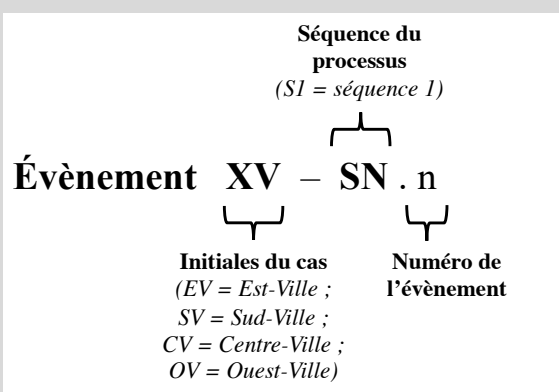 Séquence du
processus
(S1 = séquence 1)
Évènement XV – SN . n
Initiales du cas
(EV = Est-Ville ;
SV = Sud-Ville ;
CV = Centre-Ville ;
OV = Ouest-Ville)
Numéro de
l’évènement